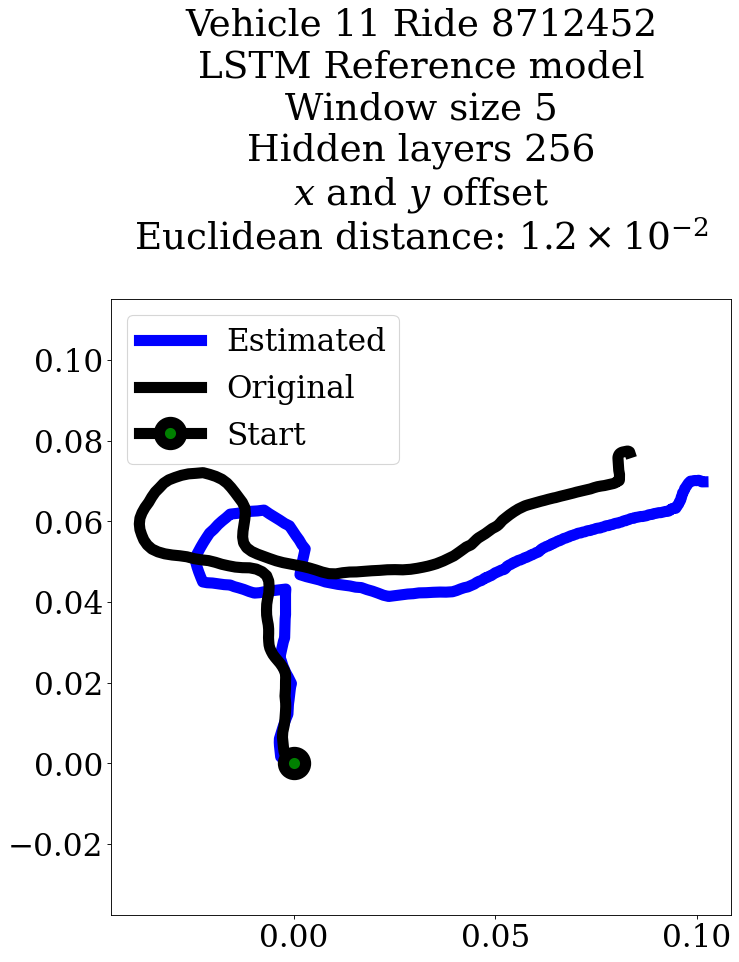 Vehicle 11 Ride 8712452
LSTM Reference model
Window size 5
Hidden layers 256
x and y offset
Euclidean distance: 1.2 × 10⁻²
Estimated
Original
Start
0.10
0.08
0.06
0.04
0.02
0.00
−0.02
0.00 0.05 0.10